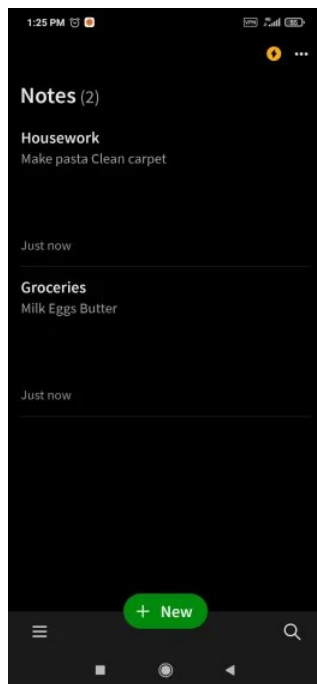 1:25 PM
Notes (2)
Housework
Make pasta Clean carpet
Just now
Groceries
Milk Eggs Butter
Just now
+ New